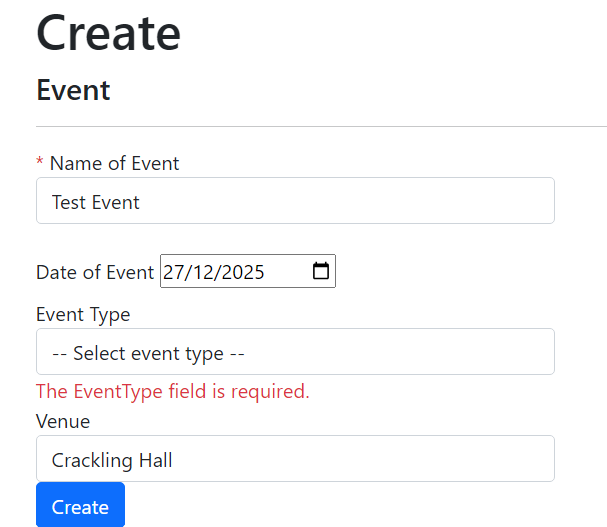 Create
Event
* Name of Event
Test Event
Date of Event 27/12/2025
Event Type
-- Select event type --
The EventType field is required.
Venue
Crackling Hall
Create